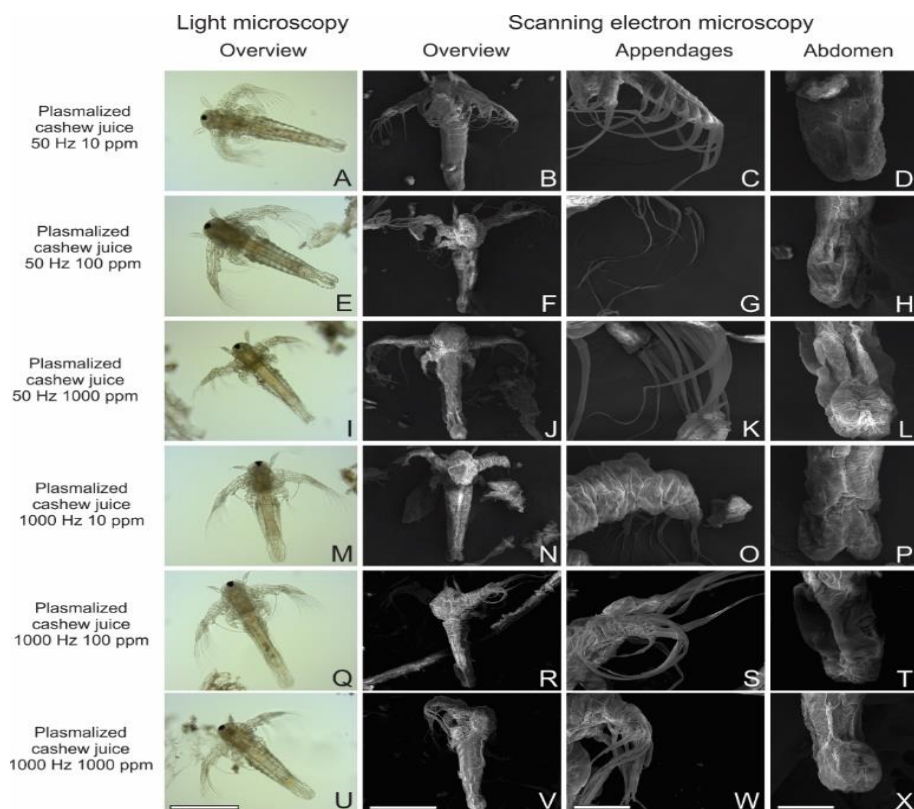 Light microscopy Scanning electron microscopy
Overview Overview Appendages Abdomen
Plasmalized
cashew juice
50 Hz 10 ppm
A B C D
Plasmalized
cashew juice
50 Hz 100 ppm
E F G H
Plasmalized
cashew juice
50 Hz 1000 ppm
I J K L
Plasmalized
cashew juice
1000 Hz 10 ppm
M N O P
Plasmalized
cashew juice
1000 Hz 100 ppm
Q R S T
Plasmalized
cashew juice
1000 Hz 1000 ppm
U V W X